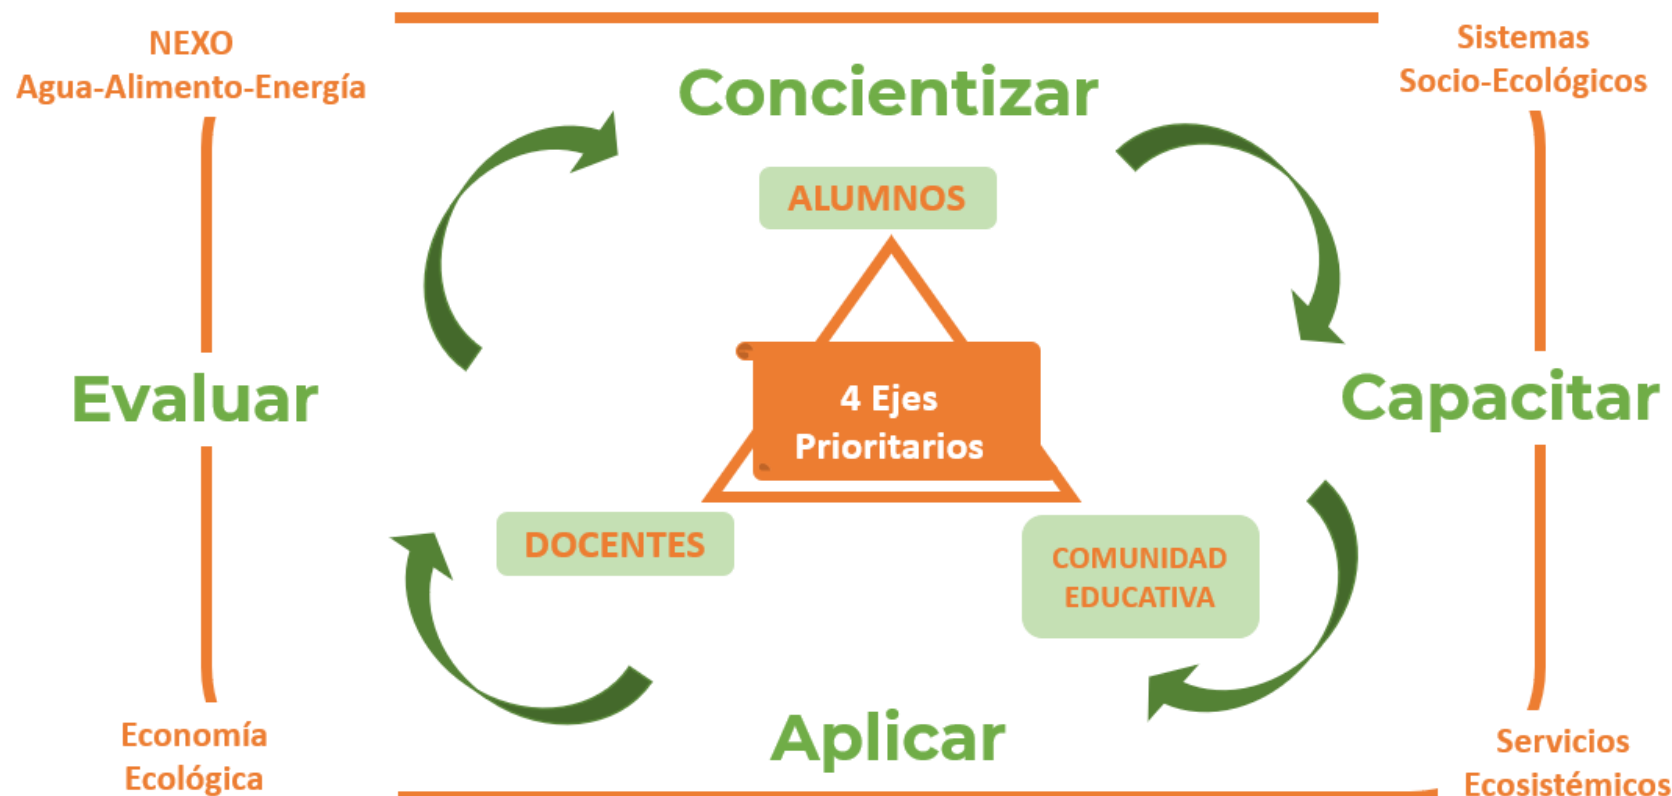 NEXO
Agua-Alimento-Energía
Sistemas
Socio-Ecológicos
Concientizar
ALUMNOS
Evaluar
4 Ejes
Prioritarios
Capacitar
DOCENTES
COMUNIDAD
EDUCATIVA
Aplicar
Economía
Ecológica
Servicios
Ecosistémicos